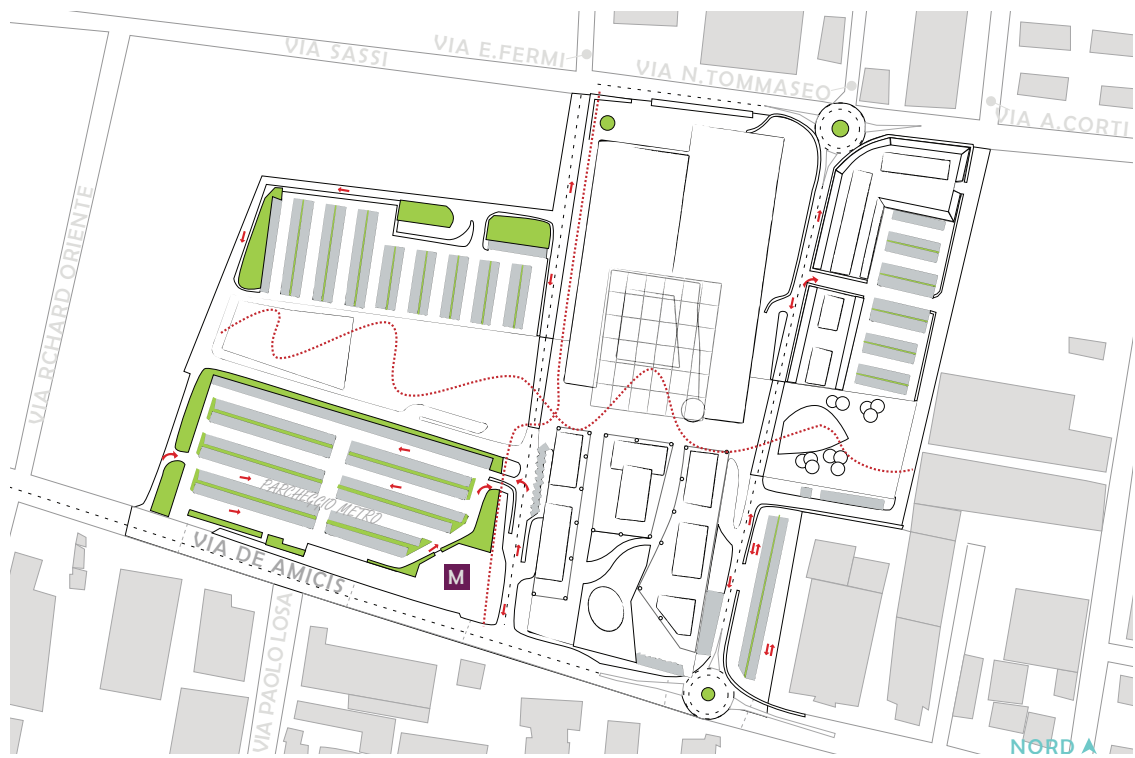 VIA SASSI
VIA E.FERMI
VIA N.TOMMASEO
VIA A.CORTI
VIA RCHARD ORIENTE
PARCHEGGIO METRO
VIA DE AMICIS
M
VIA PAOLO LOSA
NORD